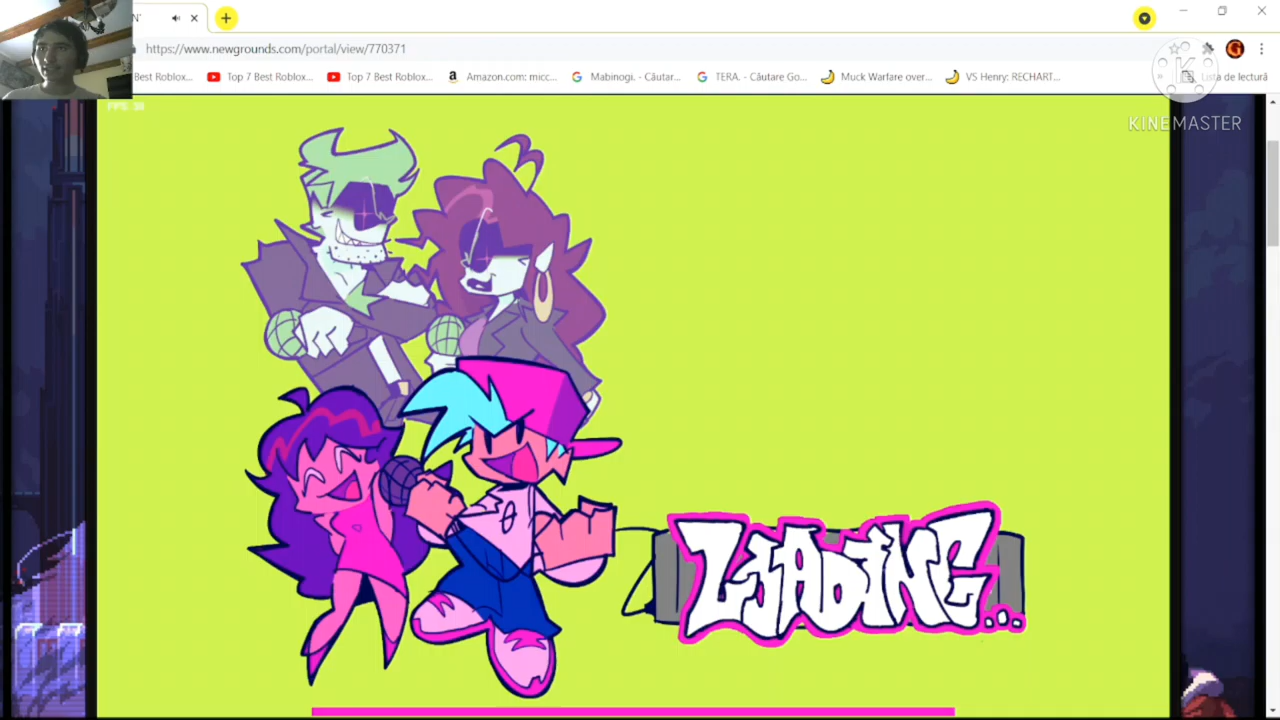 N'
https://www.newgrounds.com/portal/view/770371
Best Roblox...
Top 7 Best Roblox...
Top 7 Best Roblox...
Amazon.com: micc...
Mabinogi. - Căutar...
TERA. - Căutare Go...
Muck Warfare over...
VS Henry: RECHART...
Listă de lectură
KINEMASTER
LOADING...